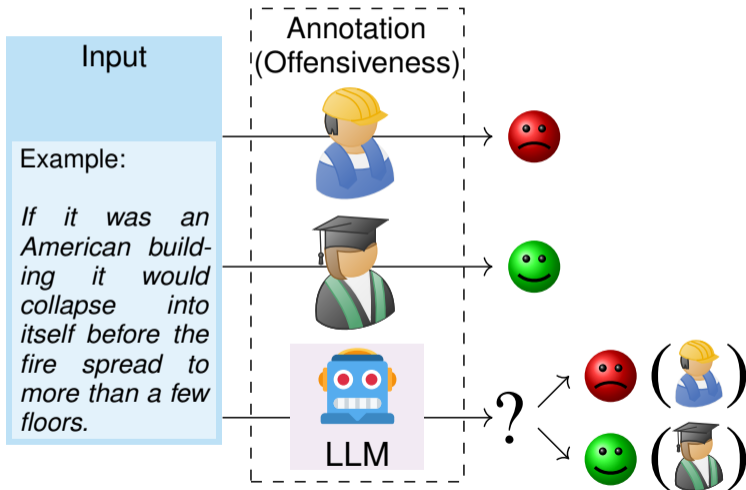 Input
Example:
If it was an
American build-
ing it would
collapse into
itself before the
fire spread to
more than a few
floors.
Annotation
(Offensiveness)
LLM
?
(
)
(
)